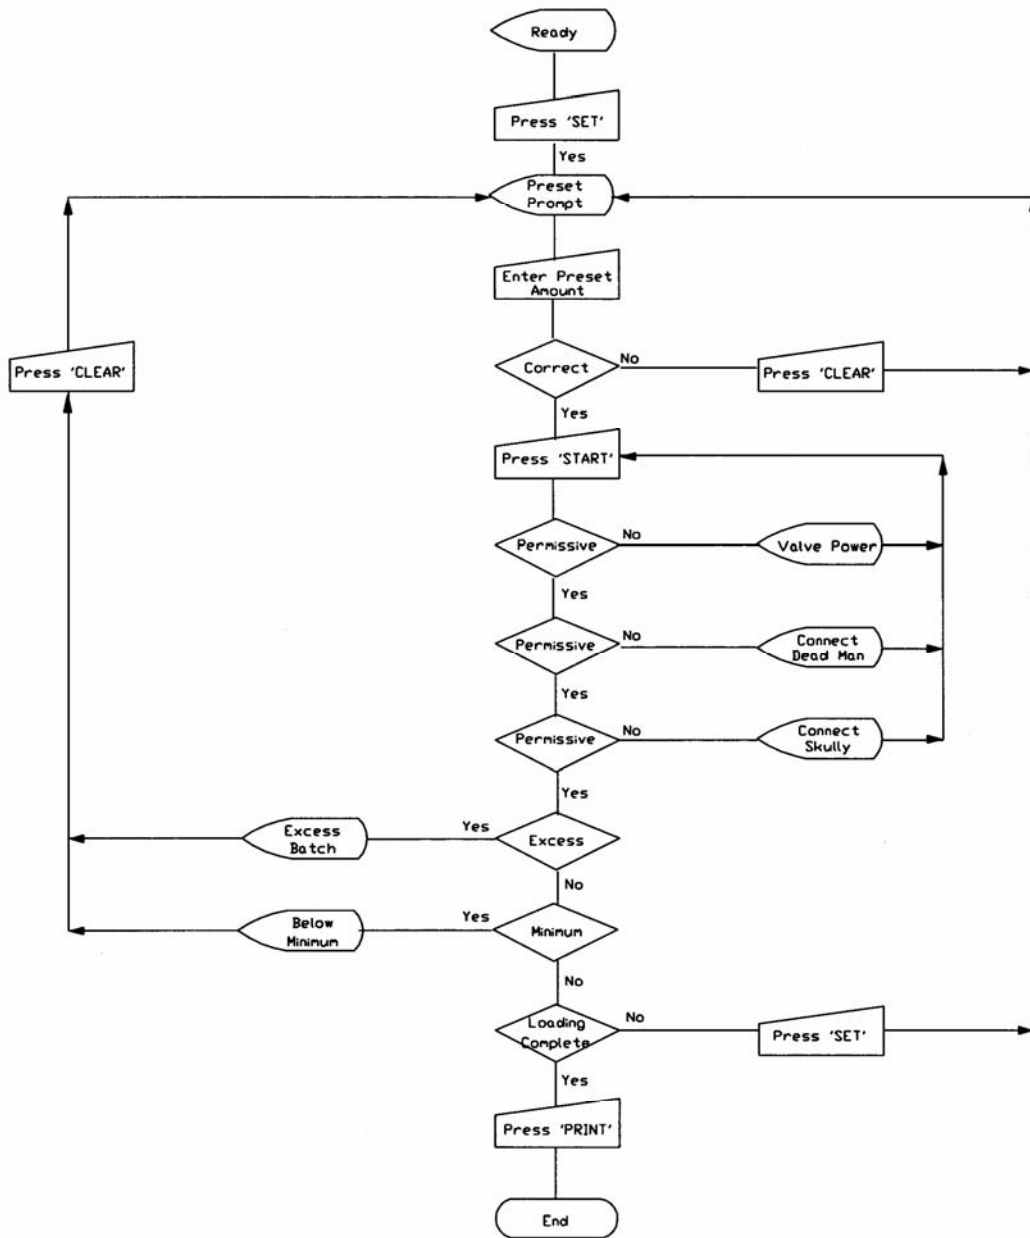 Ready
Press 'SET'
Yes
Preset
Prompt
Enter Preset
Amount
Press 'CLEAR'
Correct
No
Press 'CLEAR'
Yes
Press 'START'
Permissive
No
Valve Power
Yes
Permissive
No
Connect
Dead Man
Yes
Permissive
No
Connect
Skully
Yes
Excess
Batch
Yes
Excess
No
Below
Minimum
Yes
Minimum
No
Loading
Complete
No
Press 'SET'
Yes
Press 'PRINT'
End